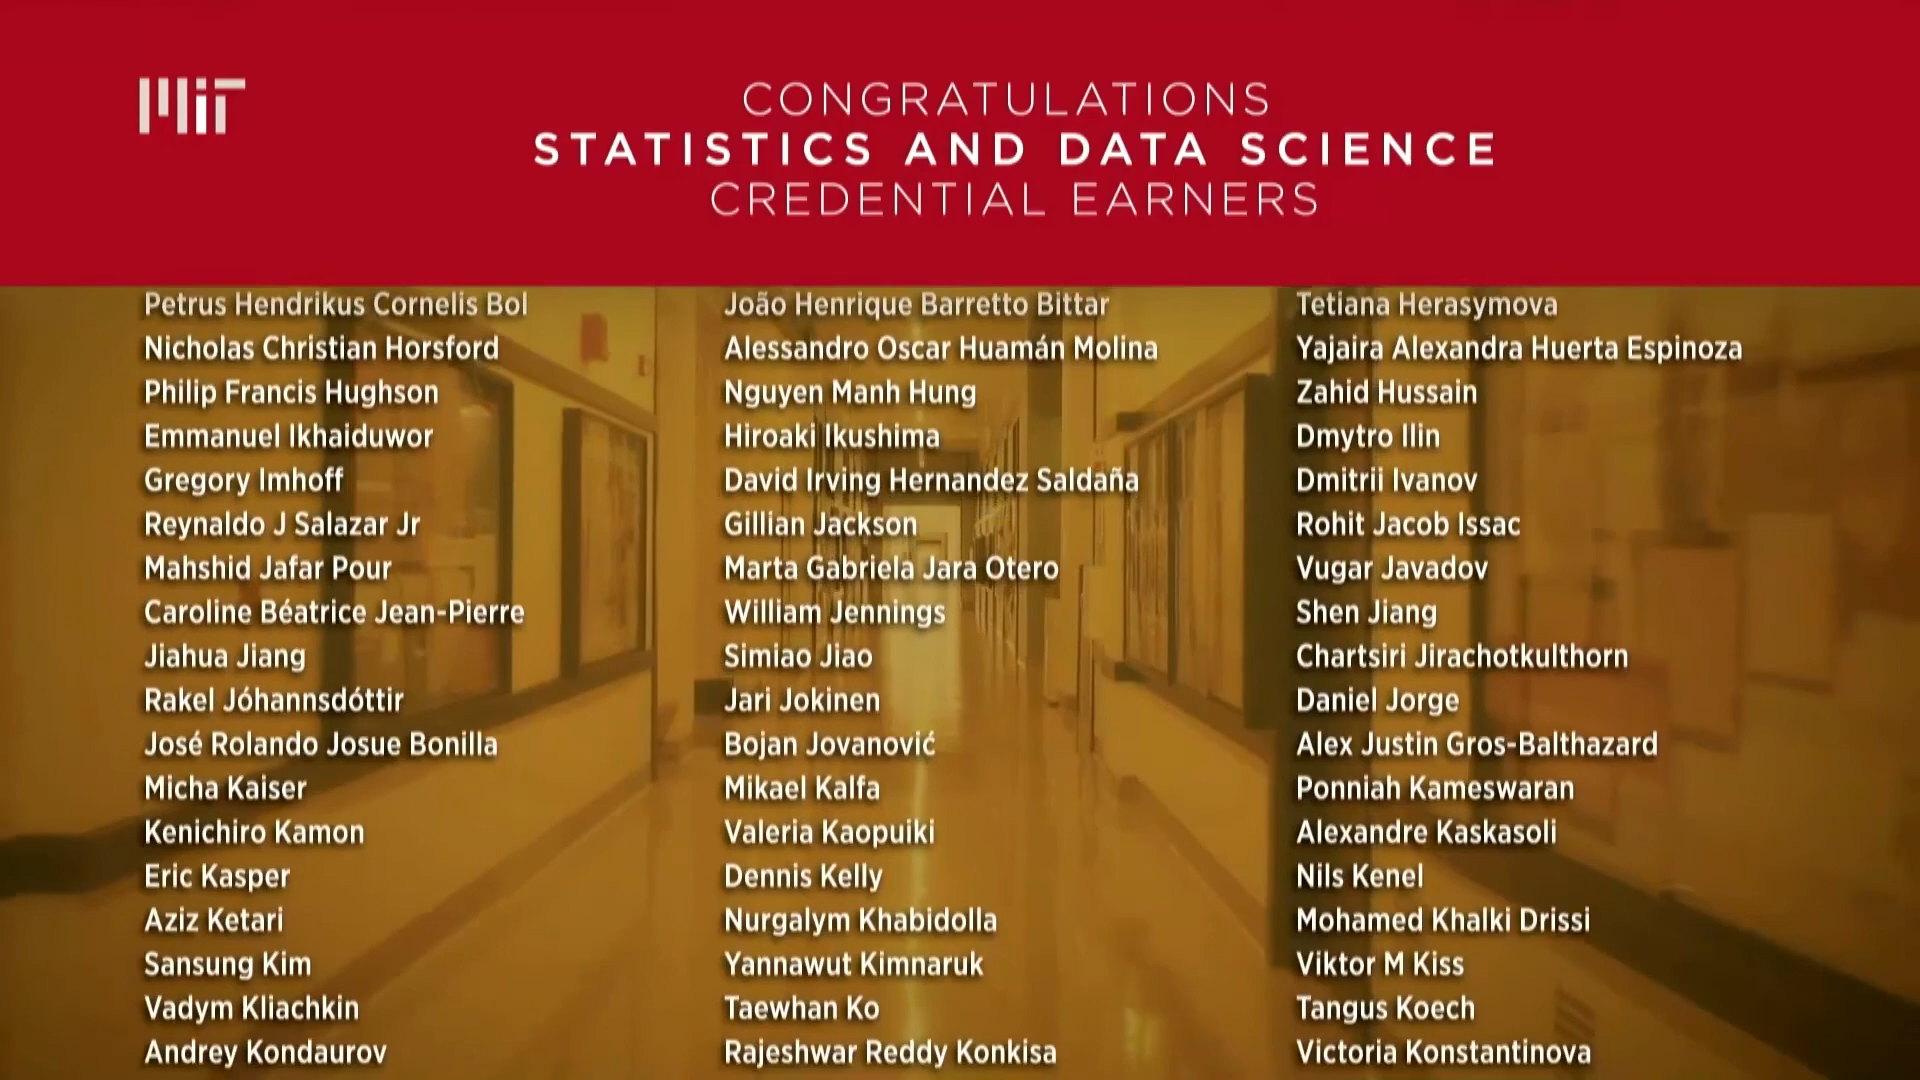 MIT
CONGRATULATIONS
STATISTICS AND DATA SCIENCE
CREDENTIAL EARNERS
Petrus Hendrikus Cornelis Bol
Nicholas Christian Horsford
Philip Francis Hughson
Emmanuel Ikhaiduwor
Gregory Imhoff
Reynaldo J Salazar Jr
Mahshid Jafar Pour
Caroline Béatrice Jean-Pierre
Jiahua Jiang
Rakel Jóhannsdóttir
José Rolando Josue Bonilla
Micha Kaiser
Kenichiro Kamon
Eric Kasper
Aziz Ketari
Sansung Kim
Vadym Kliachkin
Andrey Kondaurov
João Henrique Barretto Bittar
Alessandro Oscar Huamán Molina
Nguyen Manh Hung
Hiroaki Ikushima
David Irving Hernandez Saldaña
Gillian Jackson
Marta Gabriela Jara Otero
William Jennings
Simiao Jiao
Jari Jokinen
Bojan Jovanović
Mikael Kalfa
Valeria Kaopuiki
Dennis Kelly
Nurgalym Khabidolla
Yannawut Kimnaruk
Taewhan Ko
Rajeshwar Reddy Konkisa
Tetiana Herasymova
Yajaira Alexandra Huerta Espinoza
Zahid Hussain
Dmytro Ilin
Dmitrii Ivanov
Rohit Jacob Issac
Vugar Javadov
Shen Jiang
Chartsiri Jirachotkulthorn
Daniel Jorge
Alex Justin Gros-Balthazard
Ponniah Kameswaran
Alexandre Kaskasoli
Nils Kenel
Mohamed Khalki Drissi
Viktor M Kiss
Tangus Koech
Victoria Konstantinova